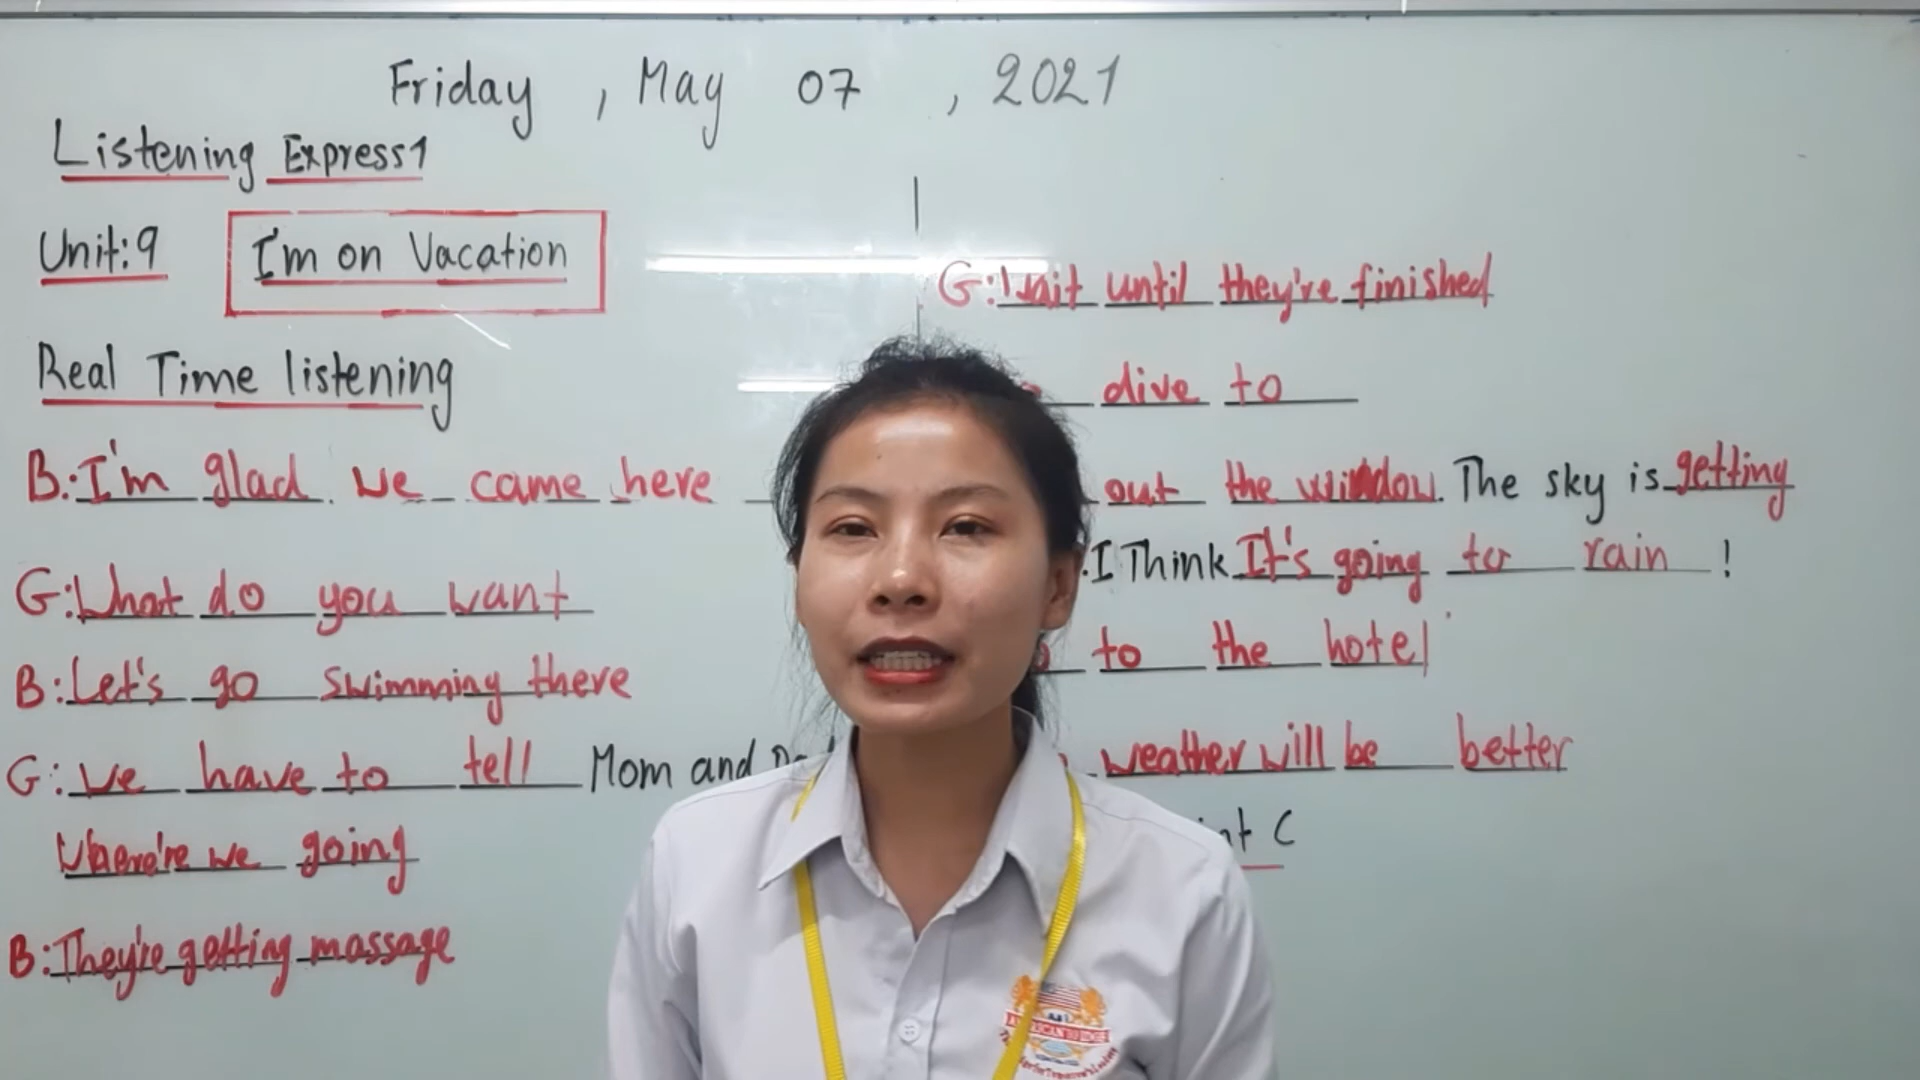 Friday , May 07 , 2021
Listening Express1
Unit:9 I'm on Vacation
Real Time listening
B: I'm glad we came here
G: What do you want
B: Let's go swimming there
G: We have to tell Mom and
Where're we going
B: They're getting massage
G: Wait until they're finished
dive to
out the window. The sky is getting
. I Think It's going to rain !
to the hotel
weather will be better
C